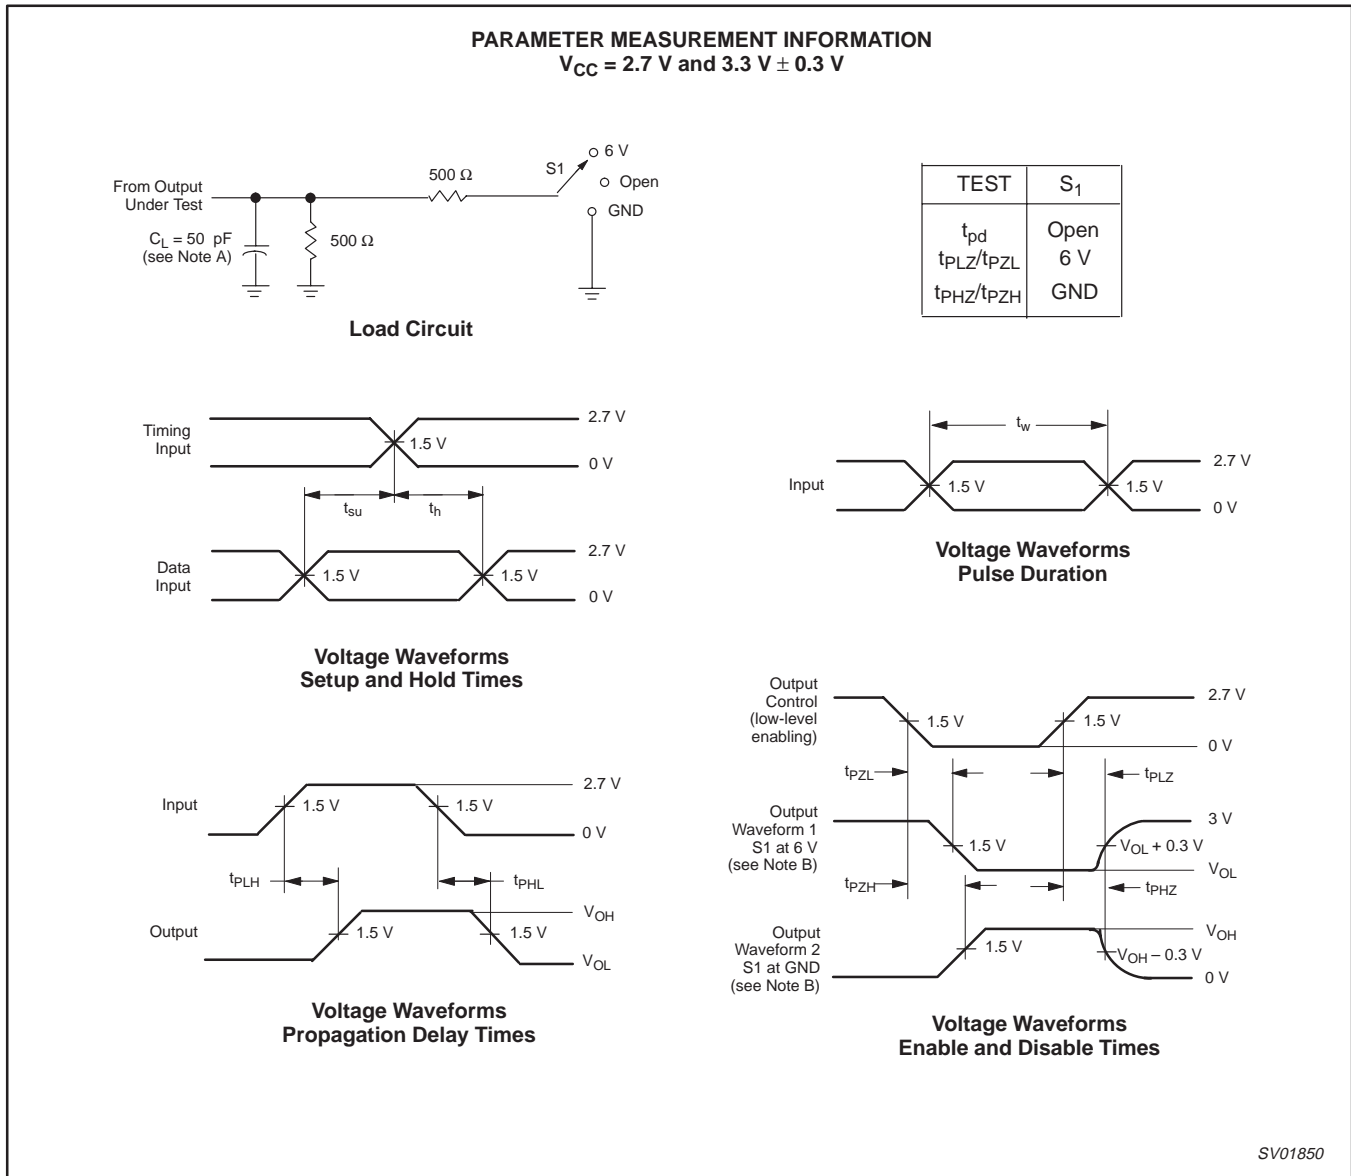 PARAMETER MEASUREMENT INFORMATION
VCC = 2.7 V and 3.3 V ± 0.3 V
6 V
S1
500 Ω
Open
From Output
Under Test
GND
CL = 50 pF
(see Note A)
500 Ω
Load Circuit
TEST S1
tpd Open
tPLZ/tPZL 6 V
tPHZ/tPZH GND
Timing
Input
2.7 V
1.5 V
0 V
tsu
th
Data
Input
2.7 V
1.5 V
1.5 V
0 V
Voltage Waveforms
Setup and Hold Times
tw
Input
2.7 V
1.5 V
1.5 V
0 V
Voltage Waveforms
Pulse Duration
Input
2.7 V
1.5 V
1.5 V
0 V
tPLH
tPHL
Output
VOH
1.5 V
1.5 V
VOL
Voltage Waveforms
Propagation Delay Times
Output
Control
(low-level
enabling)
2.7 V
1.5 V
1.5 V
0 V
tPZL
tPLZ
Output
Waveform 1
S1 at 6 V
(see Note B)
3 V
1.5 V
VOL + 0.3 V
VOL
tPZH
tPHZ
Output
Waveform 2
S1 at GND
(see Note B)
VOH
1.5 V
VOH – 0.3 V
0 V
Voltage Waveforms
Enable and Disable Times
SV01850